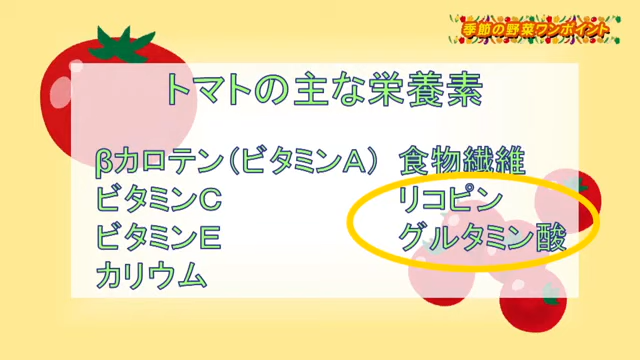 季節の野菜ワンポイント
トマトの主な栄養素
βカロテン(ビタミンA) 食物繊維
ビタミンC リコピン
ビタミンE グルタミン酸
カリウム